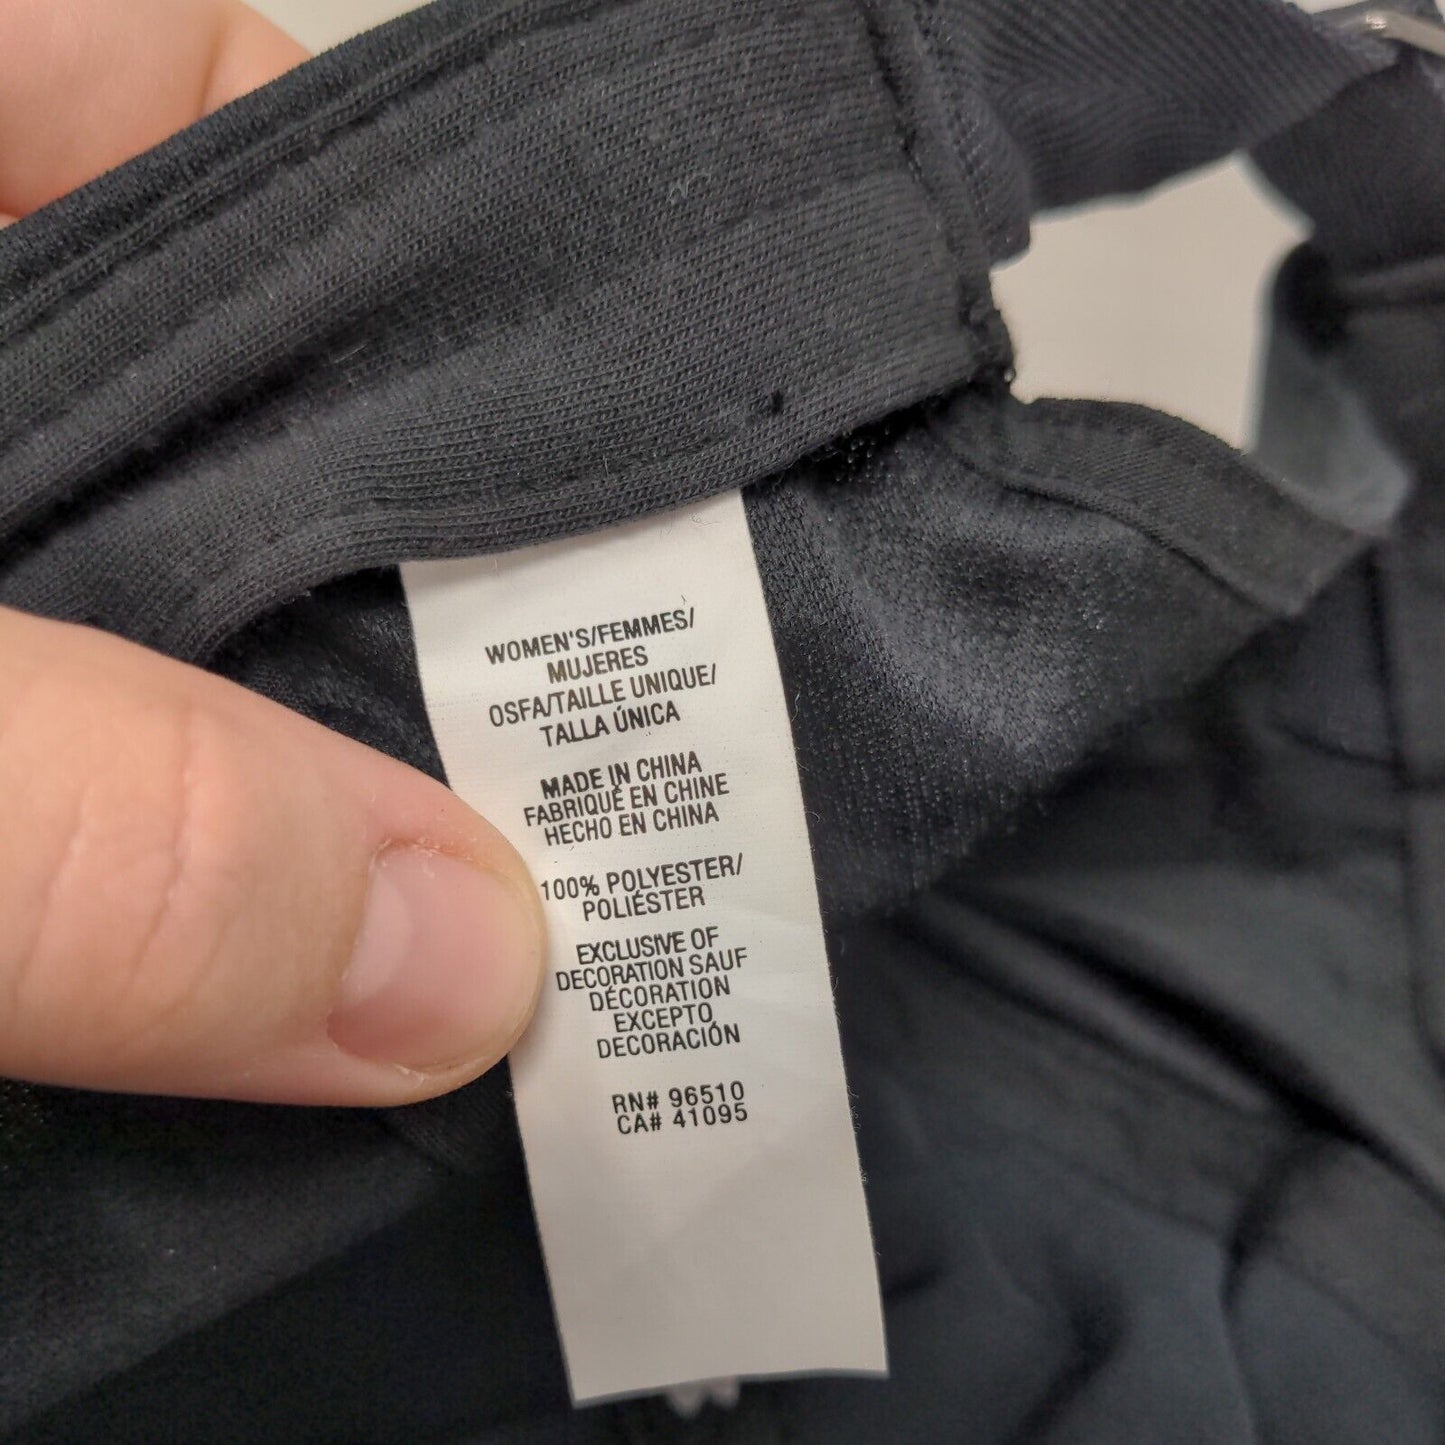 WOMEN'S/FEMMES/
MUJERES
OSFA/TAILLE UNIQUE/
TALLA ÚNICA
MADE IN CHINA
FABRIQUÉ EN CHINE
HECHO EN CHINA
100% POLYESTER/
POLIÉSTER
EXCLUSIVE OF
DECORATION SAUF
DÉCORATION
EXCEPTO
DECORACIÓN
RN# 96510
CA# 41095